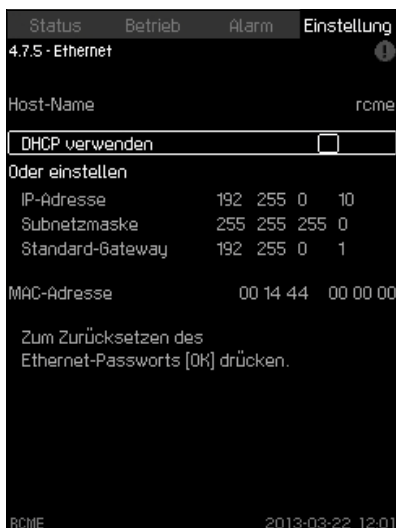 Status Betrieb Alarm Einstellung
4.7.5 - Ethernet
Host-Name rcme
DHCP verwenden
Oder einstellen
IP-Adresse 192 255 0 10
Subnetzmaske 255 255 255 0
Standard-Gateway 192 255 0 1
MAC-Adresse 00 14 44 00 00 00
Zum Zurücksetzen des
Ethernet-Passworts [OK] drücken.
RCME 2013-03-22 12:01